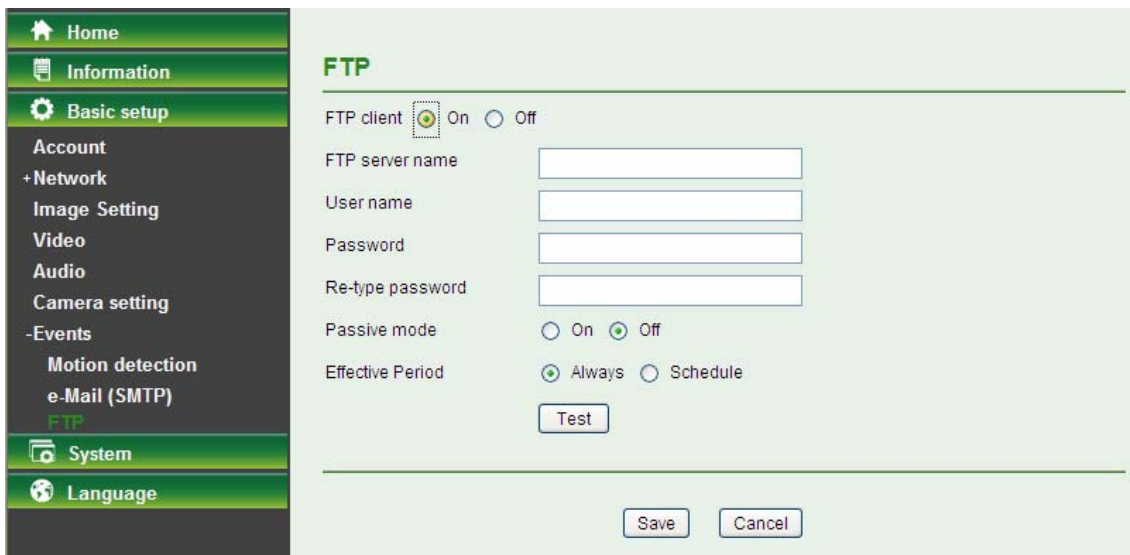 Home
Information
Basic setup
Account
+Network
Image Setting
Video
Audio
Camera setting
-Events
Motion detection
e-Mail (SMTP)
FTP
System
Language
FTP
FTP client On Off
FTP server name
User name
Password
Re-type password
Passive mode On Off
Effective Period Always Schedule
Test
Save Cancel